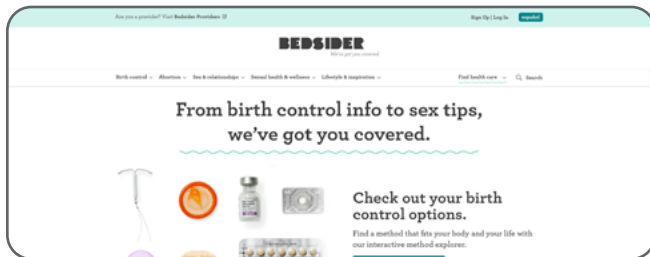 Are you a provider? Visit Bedsider Providers
Sign Up | Log In
español
BEDSIDER
We've got you covered
Birth control
Abortion
Sex & relationships
Sexual health & wellness
Lifestyle & inspiration
Find health care
Search
From birth control info to sex tips,
we've got you covered.
Check out your birth
control options.
Find a method that fits your body and your life with
our interactive method explorer.